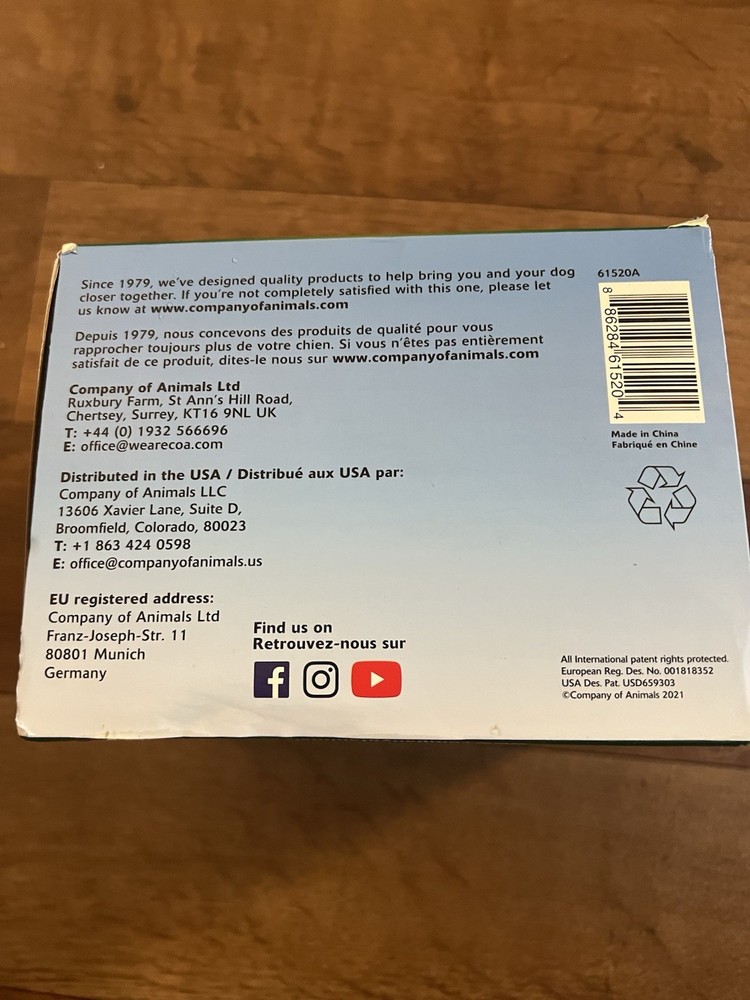 Since 1979, we've designed quality products to help bring you and your dog
closer together. If you're not completely satisfied with this one, please let
us know at www.companyofanimals.com
Depuis 1979, nous concevons des produits de qualité pour vous
rapprocher toujours plus de votre chien. Si vous n'êtes pas entièrement
satisfait de ce produit, dites-le nous sur www.companyofanimals.com
Company of Animals Ltd
Ruxbury Farm, St Ann's Hill Road,
Chertsey, Surrey, KT16 9NL UK
T: +44 (0) 1932 566696
E: office@wearecoa.com
Distributed in the USA / Distribué aux USA par:
Company of Animals LLC
13606 Xavier Lane, Suite D,
Broomfield, Colorado, 80023
T: +1 863 424 0598
E: office@companyofanimals.us
EU registered address:
Company of Animals Ltd
Franz-Joseph-Str. 11
80801 Munich
Germany
Find us on
Retrouvez-nous sur
61520A
8 86284 61520 4
Made in China
Fabriqué en Chine
All International patent rights protected.
European Reg. Des. No. 001818352
USA Des. Pat. USD659303
©Company of Animals 2021